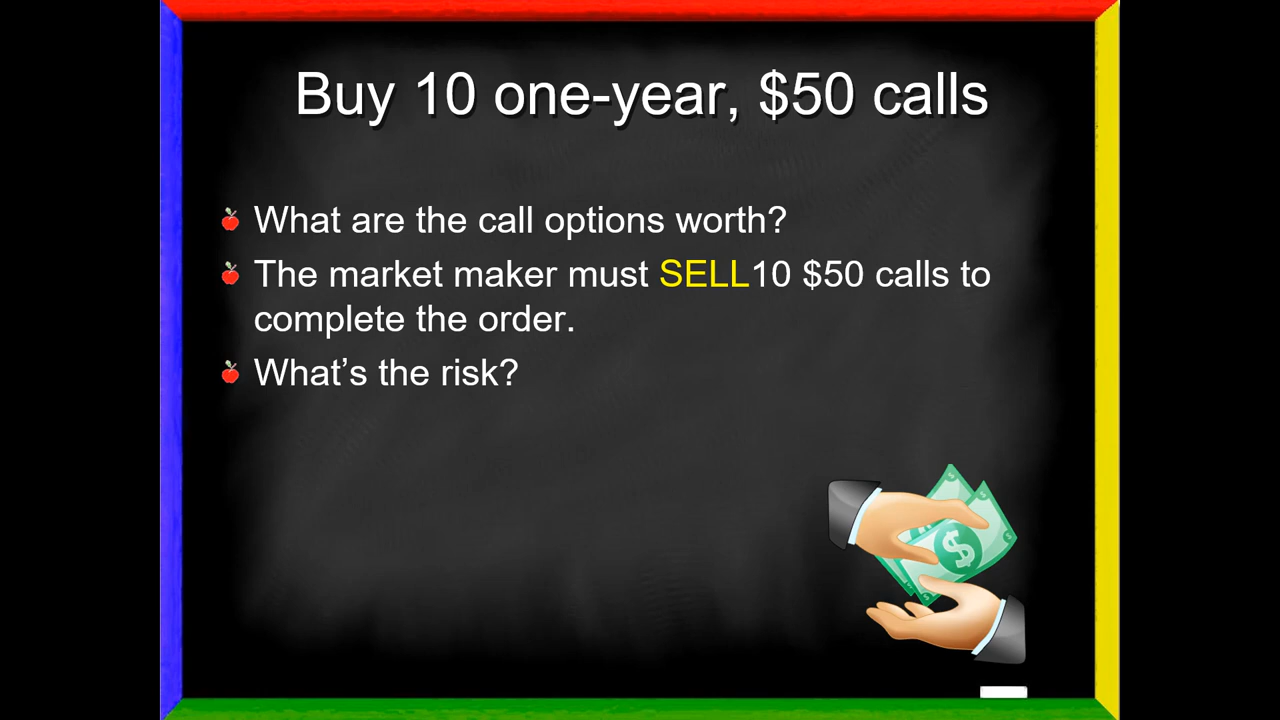 Buy 10 one-year, $50 calls
What are the call options worth?
The market maker must SELL10 $50 calls to
complete the order.
What’s the risk?